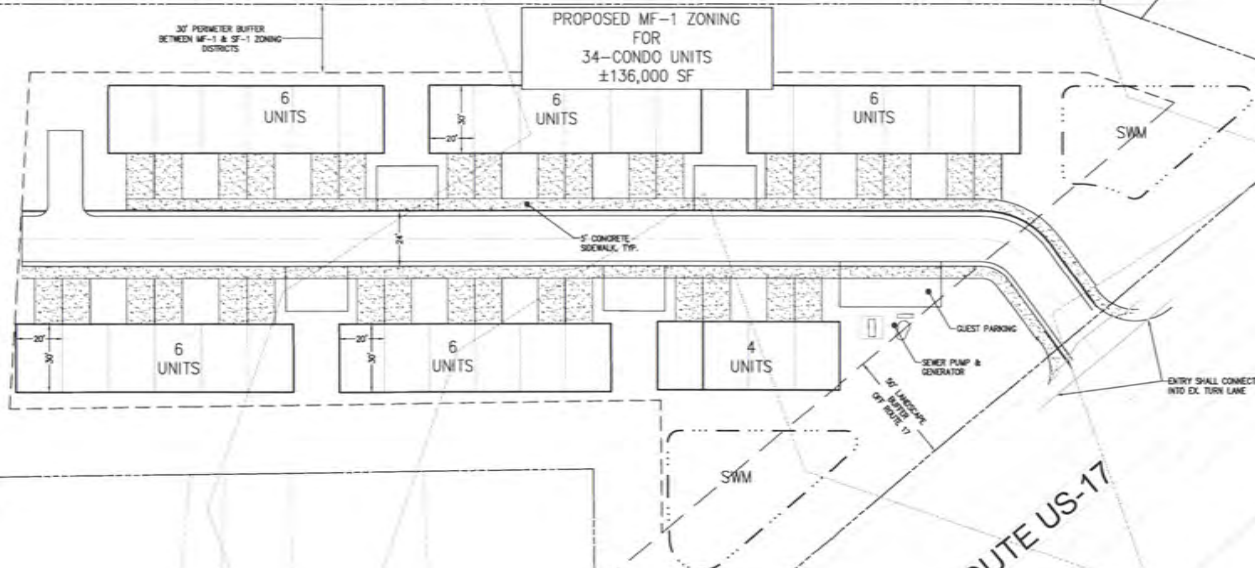 30' PERIMETER BUFFER
BETWEEN MF-1 & SF-1 ZONING
DISTRICTS
PROPOSED MF-1 ZONING
FOR
34-CONDO UNITS
±136,000 SF
6
UNITS
6
UNITS
30'
20'
6
UNITS
SWM
24'
5' CONCRETE
SIDEWALK, TYP.
20'
30'
6
UNITS
20'
30'
6
UNITS
4
UNITS
GUEST PARKING
SEWER PUMP &
GENERATOR
50' LANDSCAPE
BUFFER
OFF ROUTE 17
ENTRY SHALL CONNECT
INTO EX. TURN LANE
SWM
ROUTE US-17